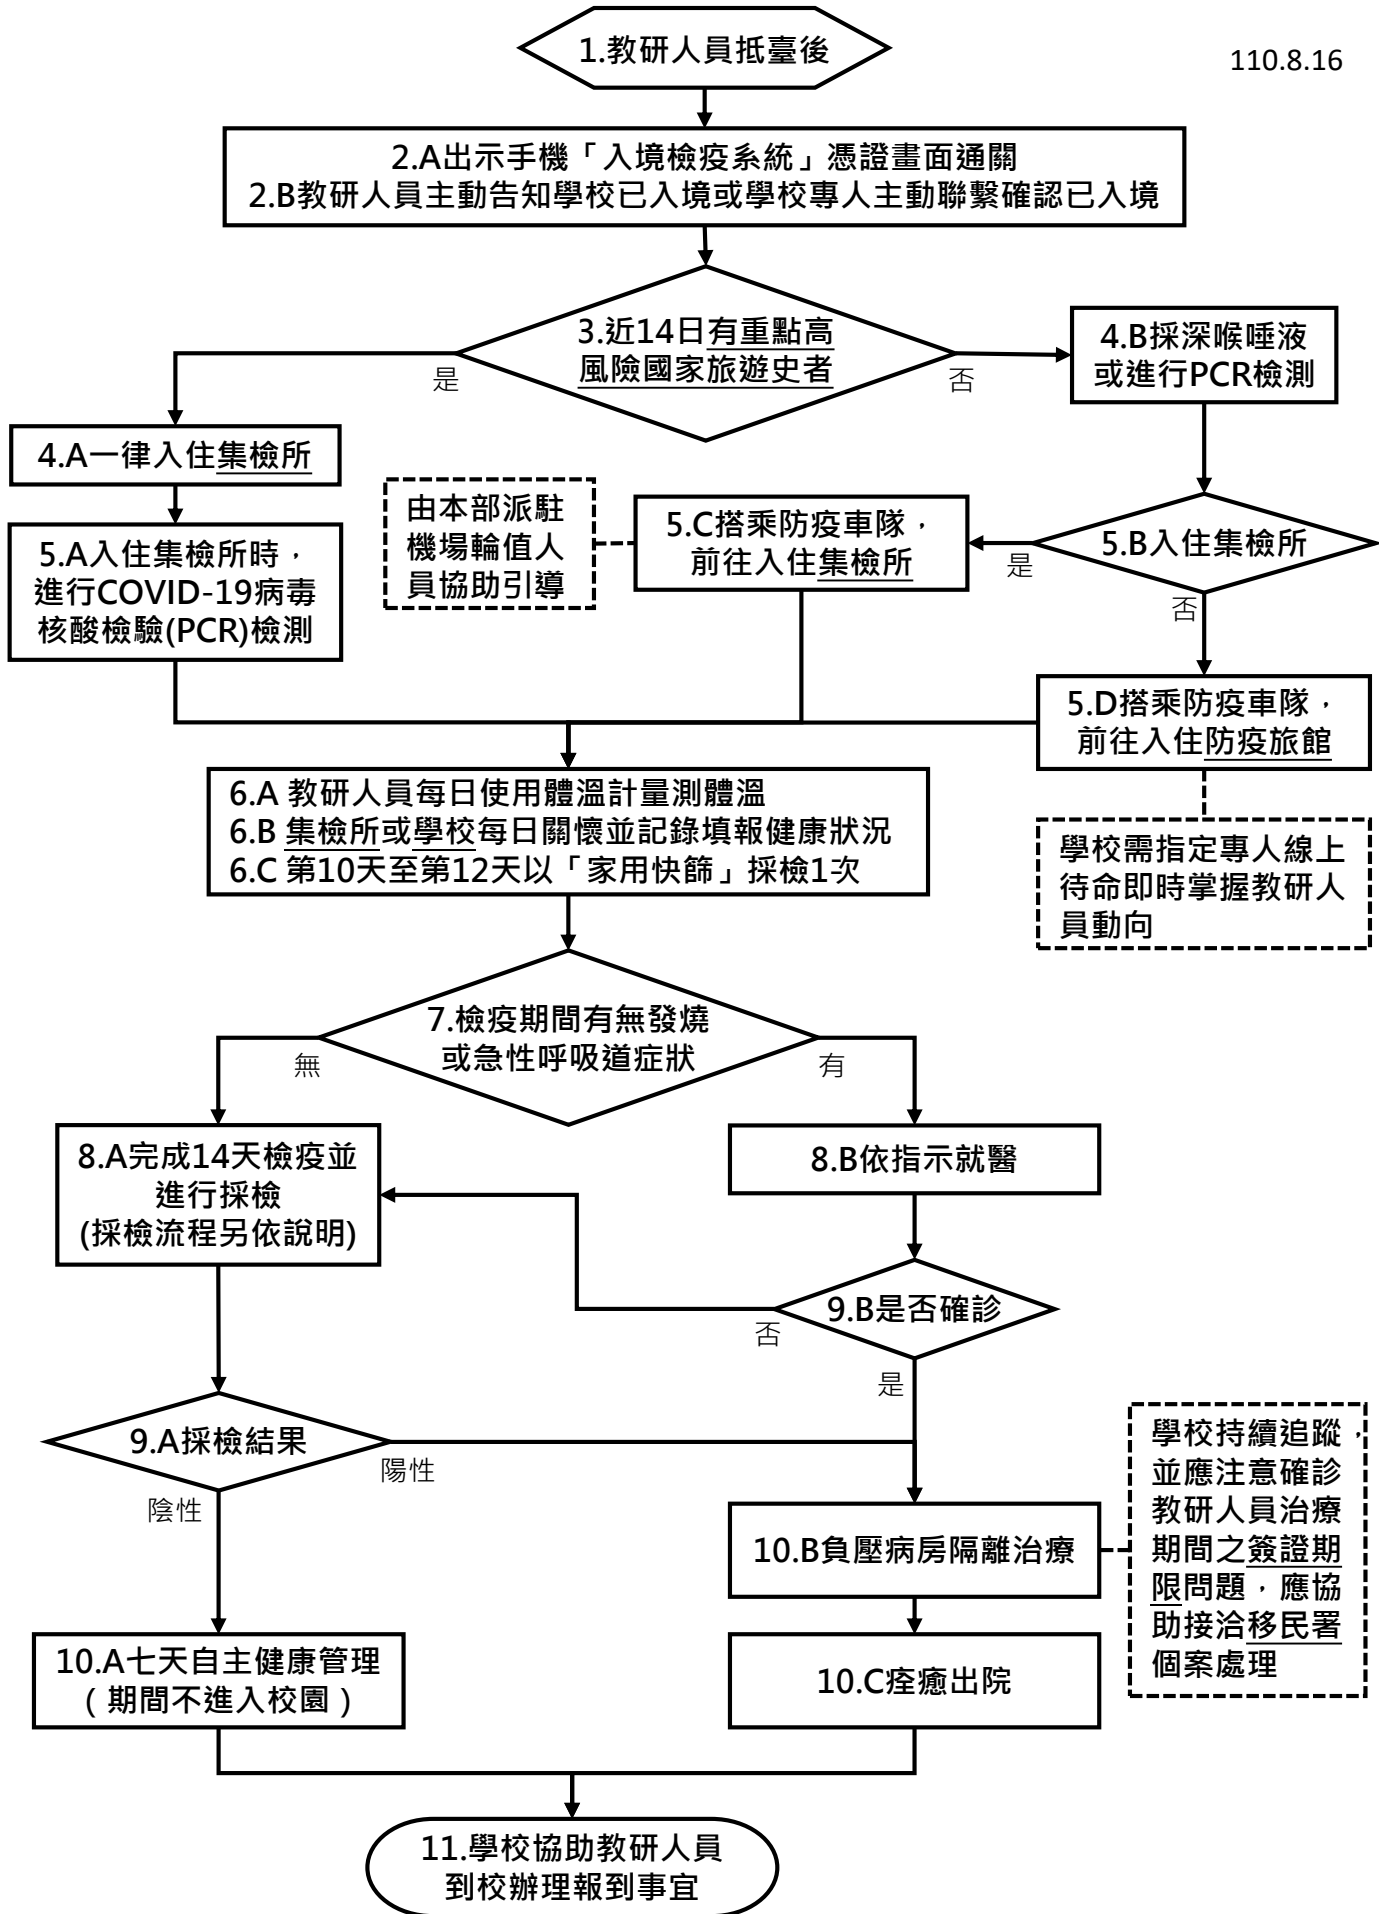 1.教研人員抵臺後
110.8.16
2.A出示手機「入境檢疫系統」憑證畫面通關
2.B教研人員主動告知學校已入境或學校專人主動聯繫確認已入境
3.近14日有重點高
風險國家旅遊史者
是
否
4.B採深喉唾液
或進行PCR檢測
4.A一律入住集檢所
5.A入住集檢所時，
進行COVID-19病毒
核酸檢驗(PCR)檢測
由本部派駐
機場輪值人
員協助引導
5.C搭乘防疫車隊，
前往入住集檢所
5.B入住集檢所
是
否
5.D搭乘防疫車隊，
前往入住防疫旅館
6.A 教研人員每日使用體溫計量測體溫
6.B 集檢所或學校每日關懷並記錄填報健康狀況
6.C 第10天至第12天以「家用快篩」採檢1次
學校需指定專人線上
待命即時掌握教研人
員動向
7.檢疫期間有無發燒
或急性呼吸道症狀
無
有
8.A完成14天檢疫並
進行採檢
(採檢流程另依說明)
8.B依指示就醫
9.B是否確診
否
是
9.A採檢結果
陽性
陰性
10.B負壓病房隔離治療
學校持續追蹤，
並應注意確診
教研人員治療
期間之簽證期
限問題，應協
助接洽移民署
個案處理
10.A七天自主健康管理
（期間不進入校園）
10.C痊癒出院
11.學校協助教研人員
到校辦理報到事宜